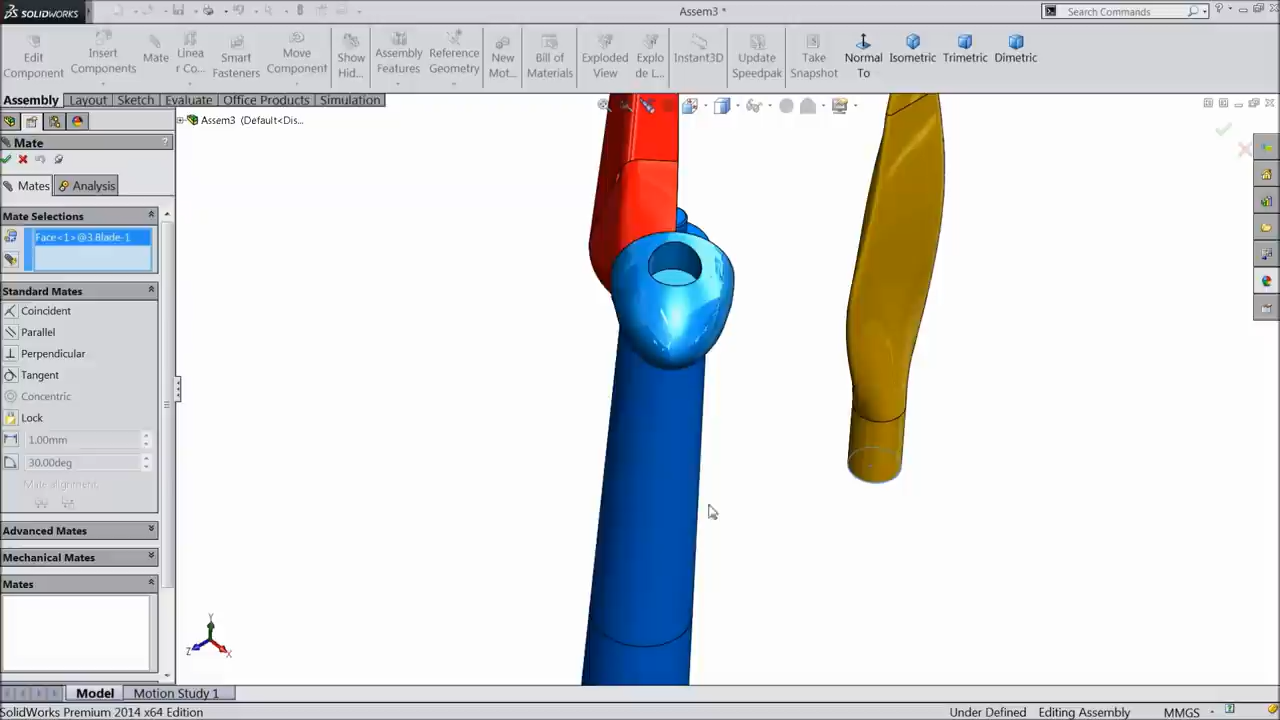 SOLIDWORKS
Assem3 *
Search Commands
Edit Component
Insert Components
Mate
Linea r Co...
Smart Fasteners
Move Component
Show Hid...
Assembly Features
Reference Geometry
New Mot...
Bill of Materials
Exploded View
Explo de L...
Instant3D
Update Speedpak
Take Snapshot
Normal To
Isometric
Trimetric
Dimetric
Assembly Layout Sketch Evaluate Office Products Simulation
Assem3 (Default<Dis...
Mate ?
Mates Analysis
Mate Selections
Face<1>@3.Blade-1
Standard Mates
Coincident
Parallel
Perpendicular
Tangent
Concentric
Lock
1.00mm
30.00deg
Mate alignment:
Advanced Mates
Mechanical Mates
Mates
Y
Z
X
Model Motion Study 1
SolidWorks Premium 2014 x64 Edition
Under Defined Editing Assembly MMGS